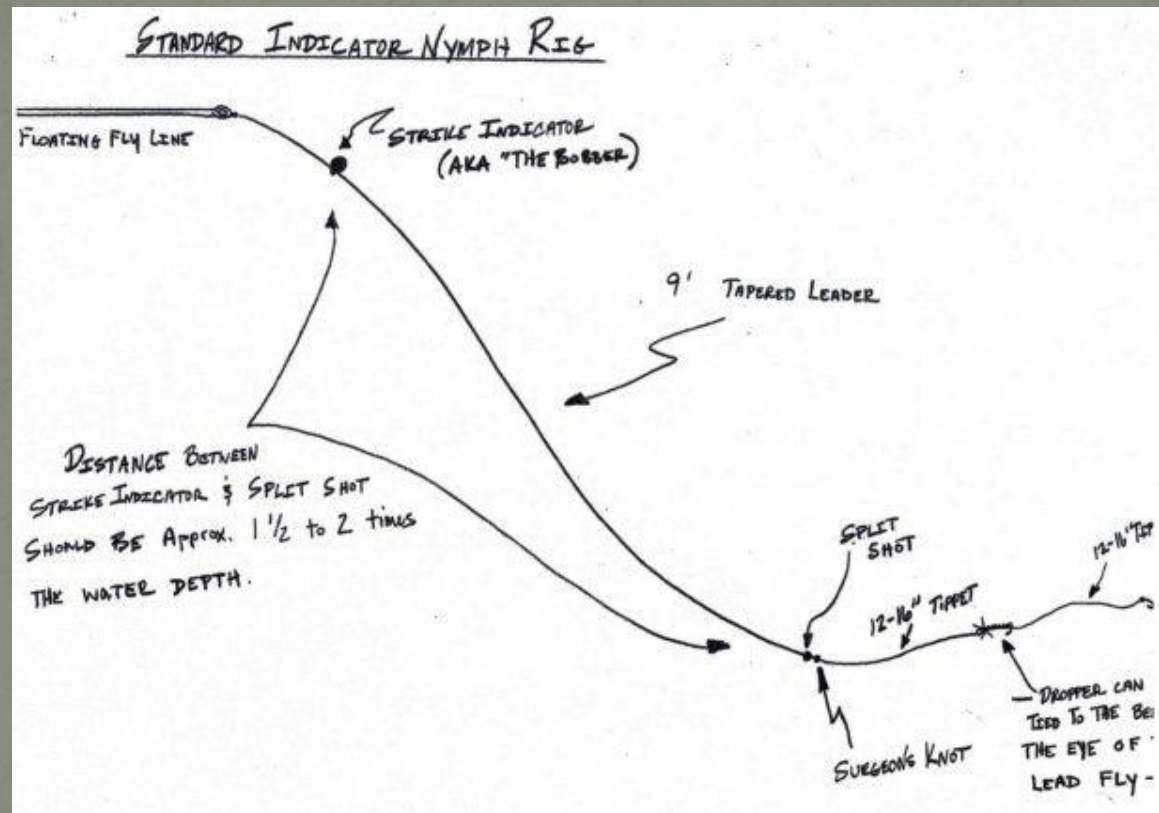 STANDARD INDICATOR NYMPH RIG
FLOATING FLY LINE
STRIKE INDICATOR
(AKA "THE BOBBER)
9' TAPERED LEADER
DISTANCE BETWEEN
STRIKE INDICATOR & SPLIT SHOT
SHOULD BE Approx. 1 1/2 to 2 times
THE WATER DEPTH.
SPLIT
SHOT
12-16" TIPPET
12-16"
DROPPER CAN
TIED TO THE
THE EYE OF
LEAD FLY -
SURGEON'S KNOT